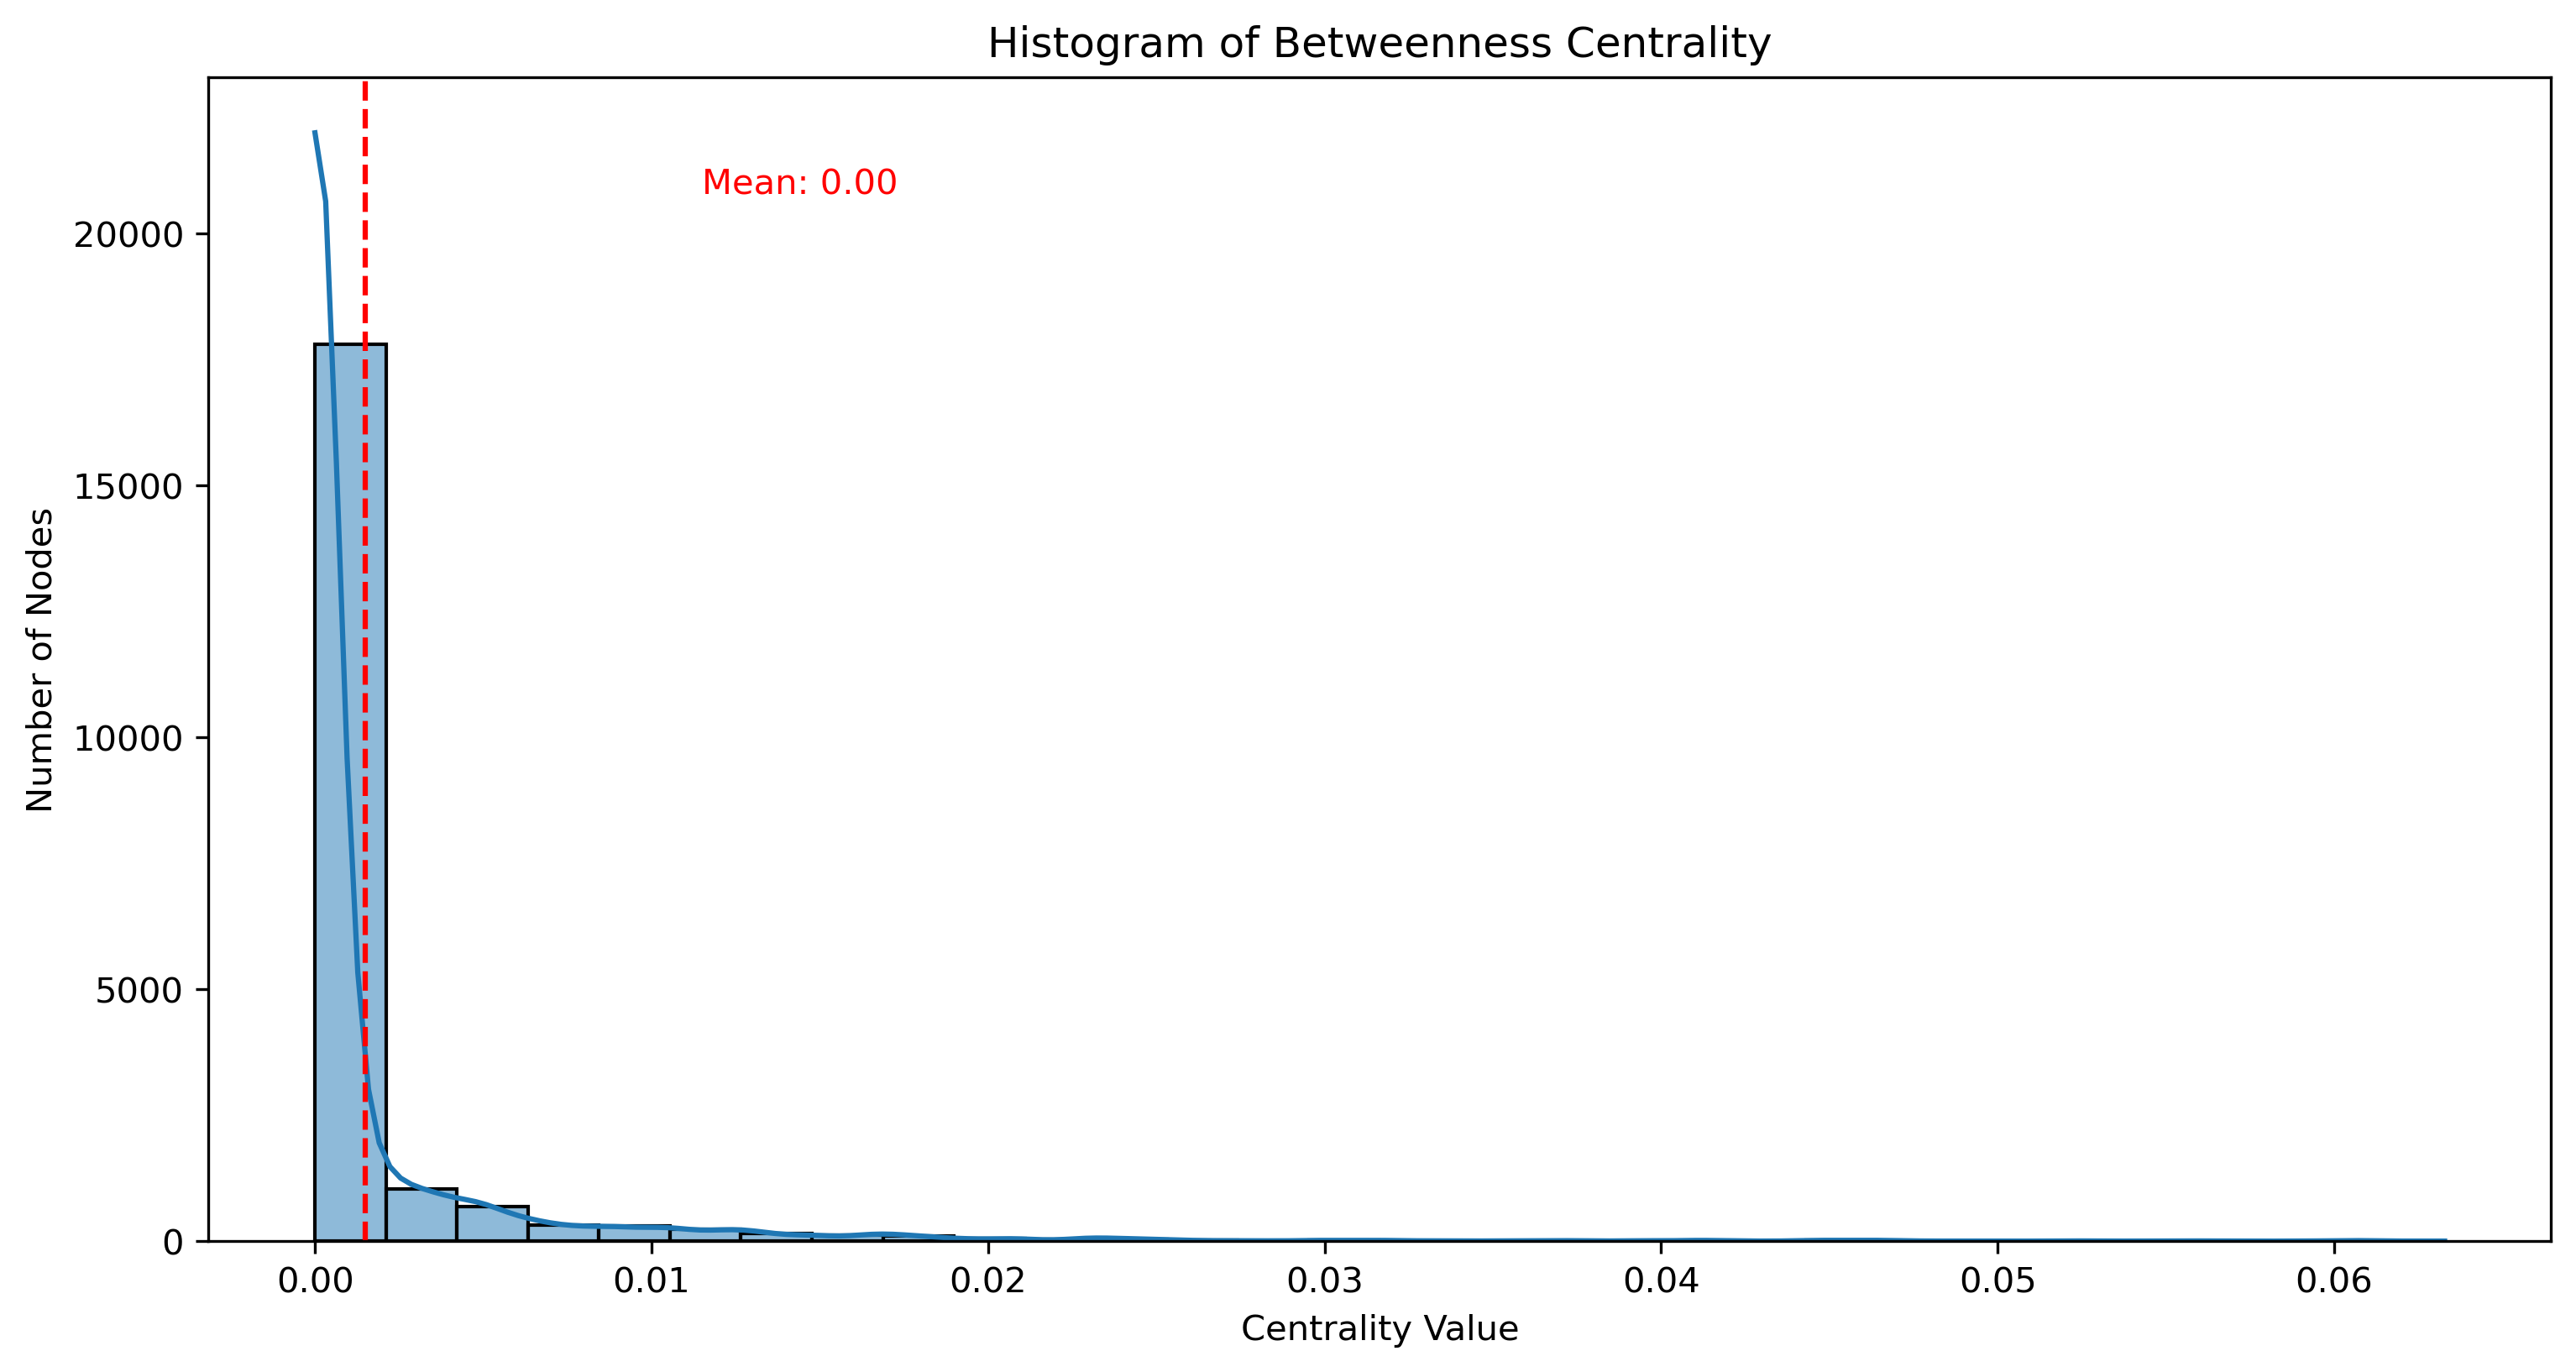 Histogram of Betweenness Centrality
Mean: 0.00
20000
15000
10000
5000
0
Number of Nodes
0.00 0.01 0.02 0.03 0.04 0.05 0.06
Centrality Value